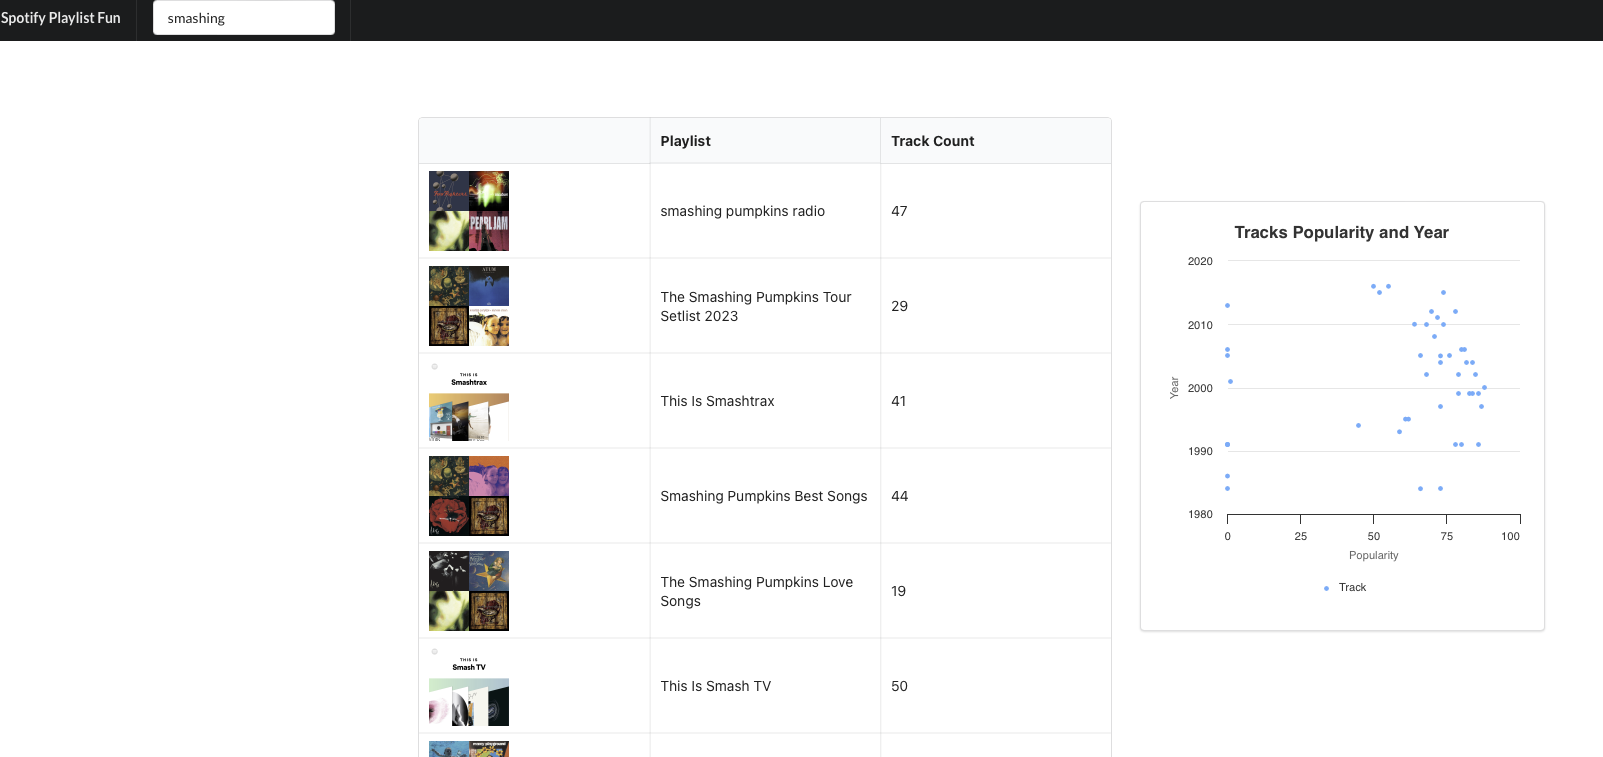 Spotify Playlist Fun
smashing
Playlist
Track Count
PEARL JAM
smashing pumpkins radio
47
ATUM
The Smashing Pumpkins Tour
Setlist 2023
29
THIS IS
Smashtrax
This Is Smashtrax
41
Smashing Pumpkins Best Songs
44
The Smashing Pumpkins Love
Songs
19
THIS IS
Smash TV
This Is Smash TV
50
Tracks Popularity and Year
2020
2010
2000
1990
1980
Year
0
25
50
75
100
Popularity
Track